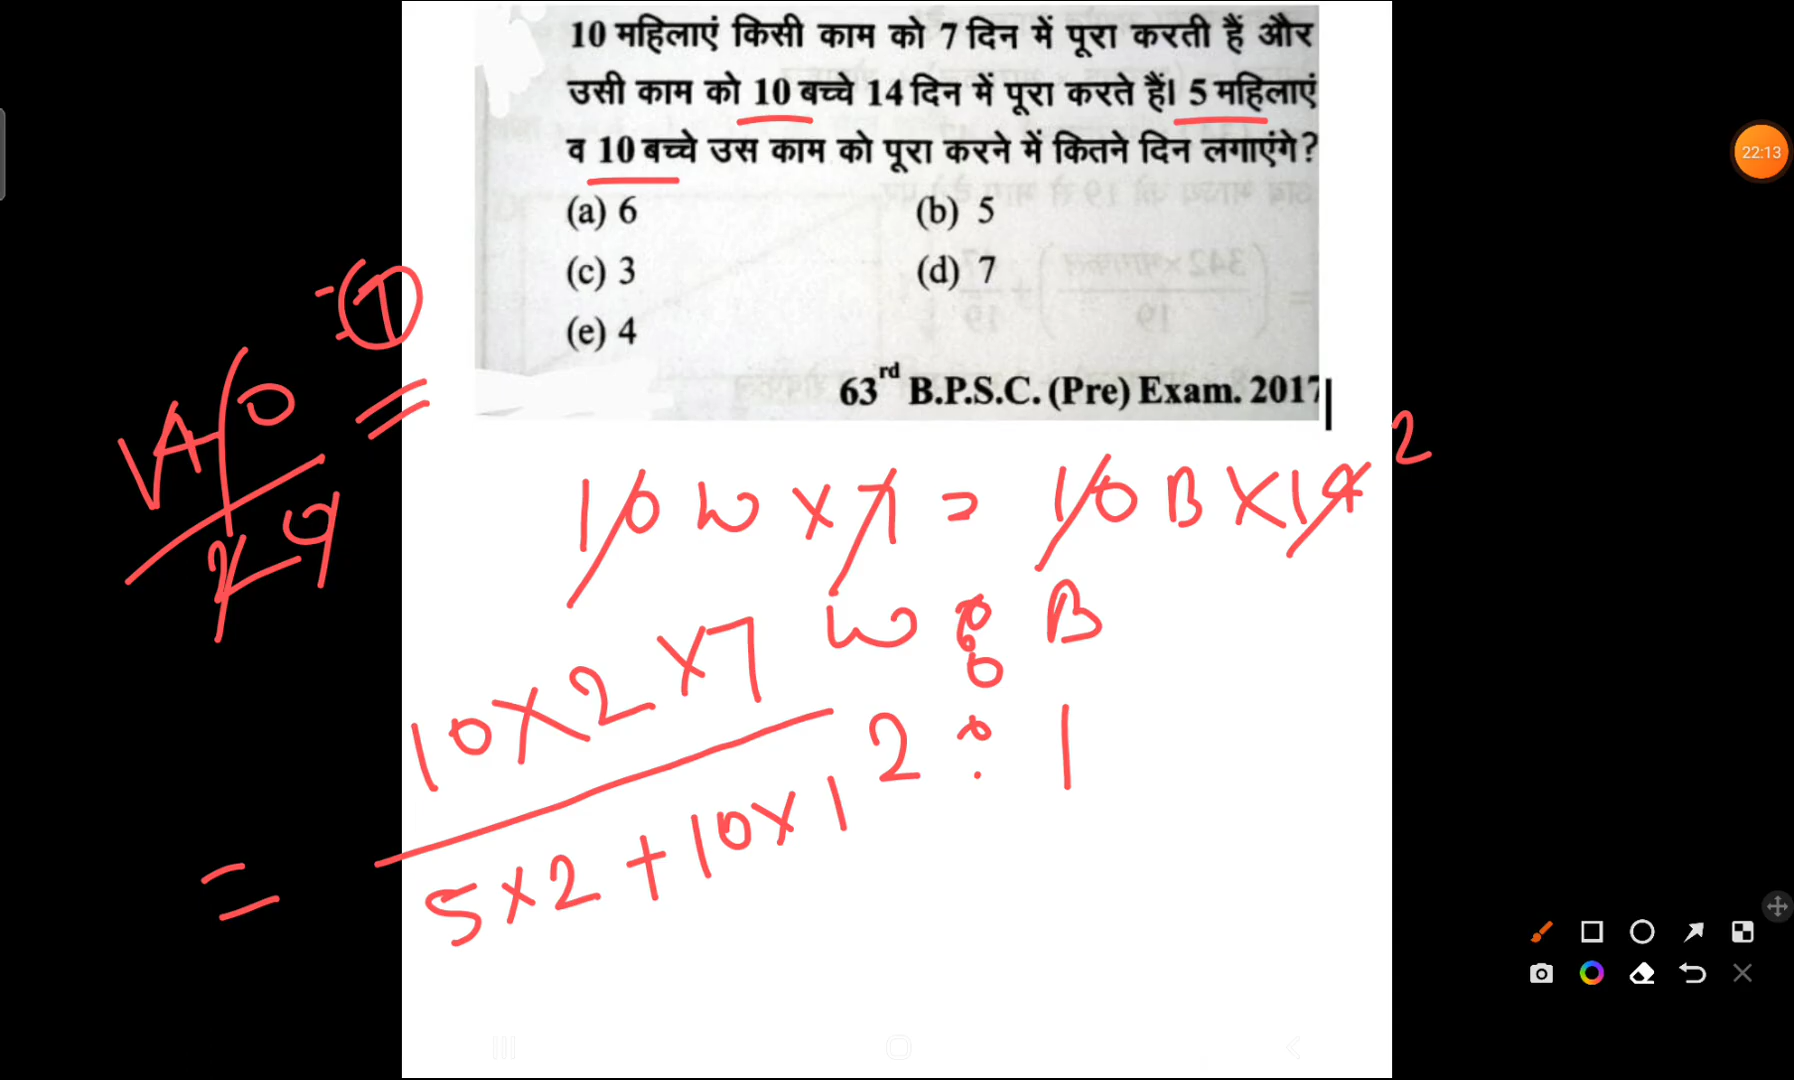 10 महिलाएं किसी काम को 7 दिन में पूरा करती हैं और
उसी काम को 10 बच्चे 14 दिन में पूरा करते हैं। 5 महिलाएं
व 10 बच्चे उस काम को पूरा करने में कितने दिन लगाएंगे?
(a) 6 (b) 5
(c) 3 (d) 7
(e) 4
63rd B.P.S.C. (Pre) Exam. 2017
22:13
10 W × 7 = 10 B × 14 2
W : B
2 : 1
= 10 × 2 × 7
5 × 2 + 10 × 1
= 7